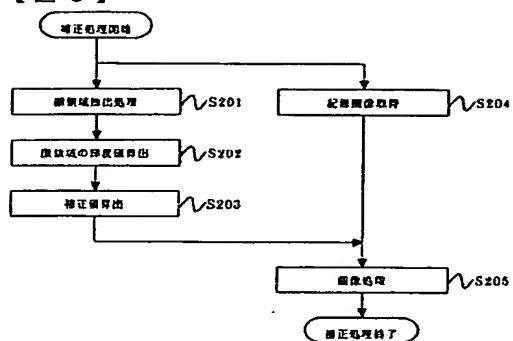 補正処理開始
顔領域抽出処理
S201
記録画像取得
S204
顔領域の輝度値算出
S202
補正値算出
S203
画像処理
S205
補正処理終了